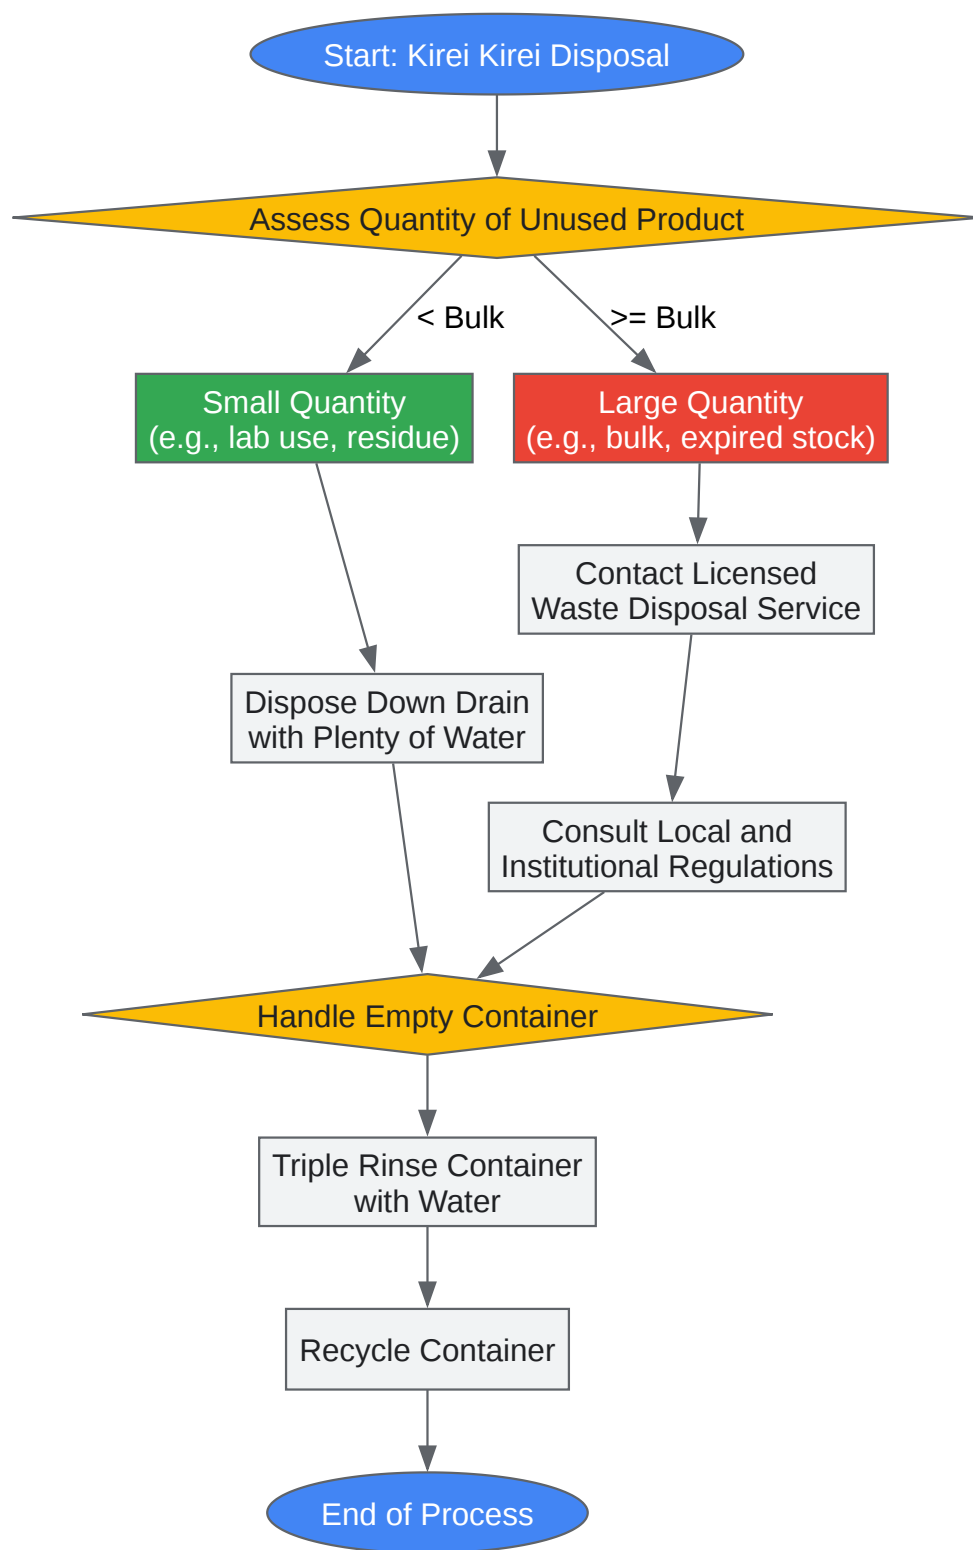 Start: Kirei Kirei Disposal
Assess Quantity of Unused Product
< Bulk
>= Bulk
Small Quantity
(e.g., lab use, residue)
Large Quantity
(e.g., bulk, expired stock)
Contact Licensed
Waste Disposal Service
Dispose Down Drain
with Plenty of Water
Consult Local and
Institutional Regulations
Handle Empty Container
Triple Rinse Container
with Water
Recycle Container
End of Process